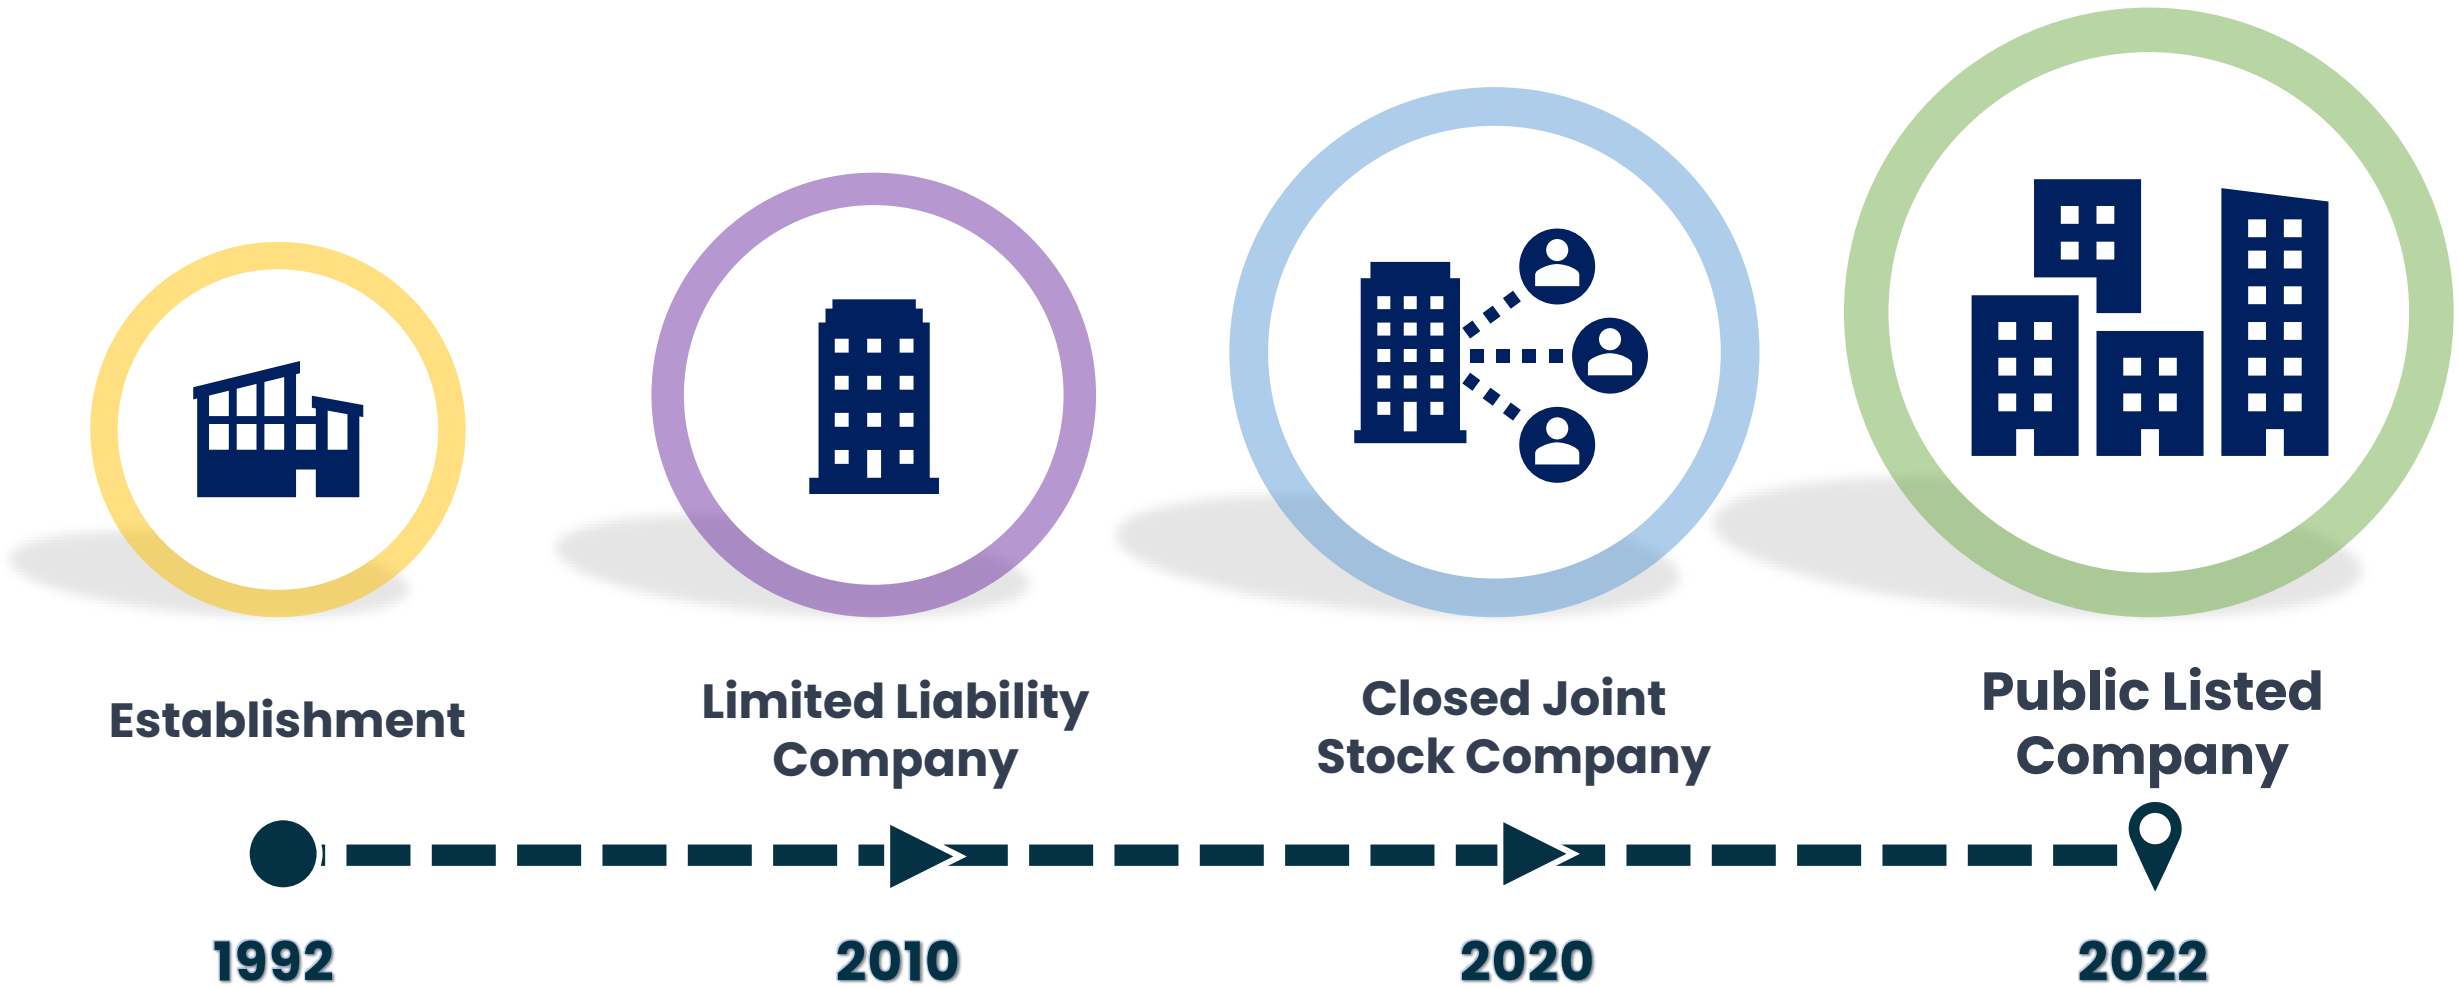 Establishment
Limited Liability
Company
Closed Joint
Stock Company
Public Listed
Company
1992
2010
2020
2022